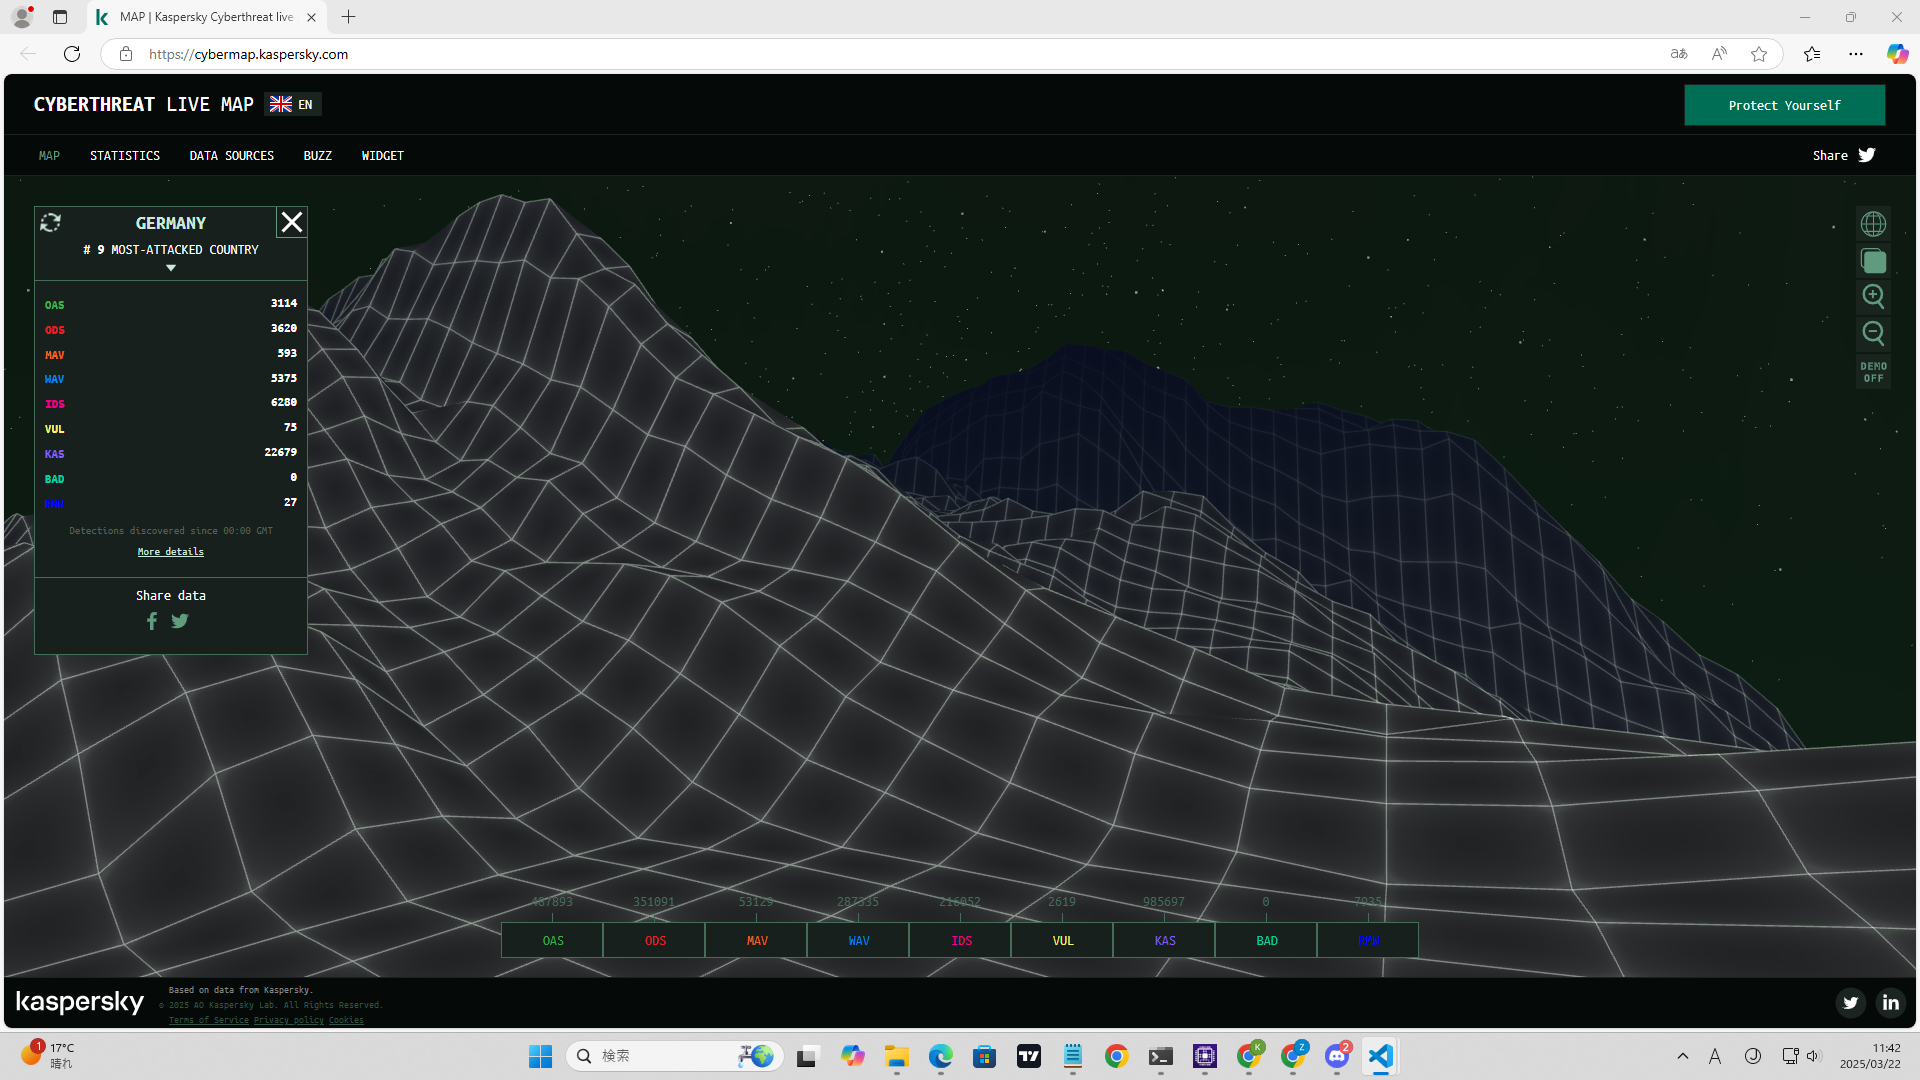 MAP | Kaspersky Cyberthreat live
https://cybermap.kaspersky.com
CYBERTHREAT LIVE MAP EN
Protect Yourself
MAP STATISTICS DATA SOURCES BUZZ WIDGET
Share
GERMANY
# 9 MOST-ATTACKED COUNTRY
OAS 3114
ODS 3620
MAV 593
WAV 5375
IDS 6280
VUL 75
KAS 22679
BAD 0
RMW 27
Detections discovered since 00:00 GMT
More details
Share data
DEMO
OFF
487893 351091 53129 287335 216052 2619 985697 0 7935
OAS ODS MAV WAV IDS VUL KAS BAD RMW
kaspersky
Based on data from Kaspersky.
© 2025 AO Kaspersky Lab. All Rights Reserved.
Terms of Service Privacy policy Cookies
1
17°C
晴れ
検索
K
Z
2
A
11:42
2025/03/22